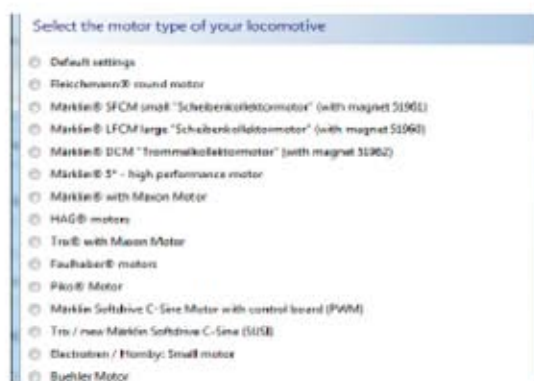 Select the motor type of your locomotive
Default settings
Fleischmann® round motor
Märklin® SFCM small "Scheibenkollektormotor" (with magnet 51961)
Märklin® LFCM large "Scheibenkollektormotor" (with magnet 51960)
Märklin® DCM "Trommelkollektormotor" (with magnet 51962)
Märklin® 5* - high performance motor
Märklin® with Maxon Motor
HAG® motors
Trix® with Maxon Motor
Faulhaber® motors
Piko® Motor
Märklin Softdrive C-Sine Motor with control board (PWM)
Trix / new Märklin Softdrive C-Sine (SUSI)
Electrotren / Hornby: Small motor
Buehler Motor